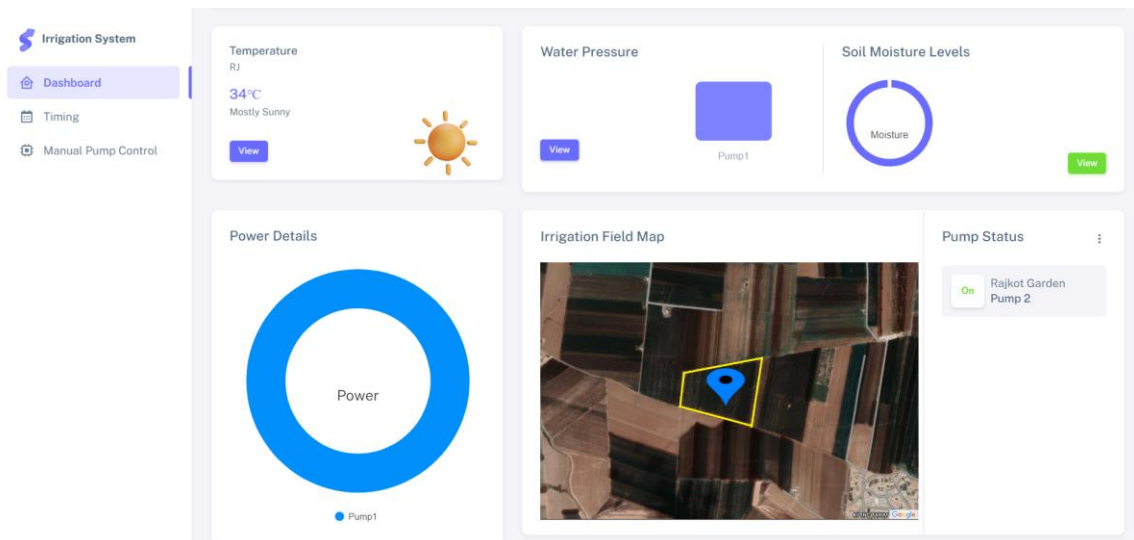 Irrigation System
Dashboard
Timing
Manual Pump Control
Temperature
RJ
34°C
Mostly Sunny
View
Water Pressure
View
Pump1
Soil Moisture Levels
Moisture
View
Power Details
Power
Pump1
Irrigation Field Map
Google
Pump Status
On
Rajkot Garden
Pump 2